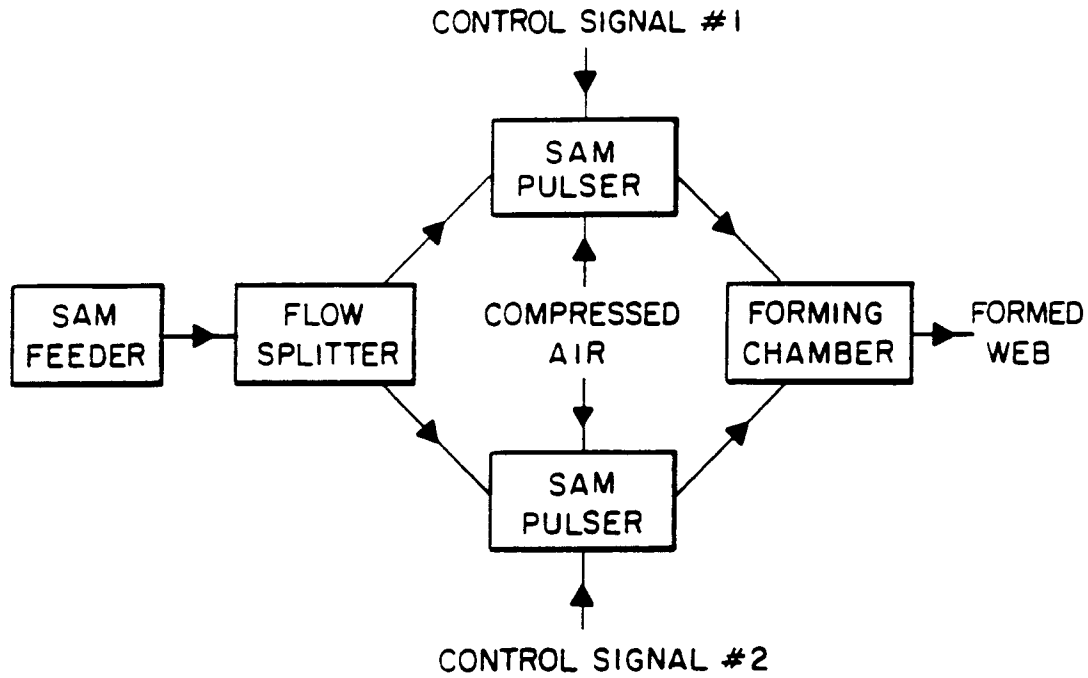 CONTROL SIGNAL #1
SAM
PULSER
SAM
FEEDER
FLOW
SPLITTER
COMPRESSED
AIR
FORMING
CHAMBER
FORMED
WEB
SAM
PULSER
CONTROL SIGNAL #2